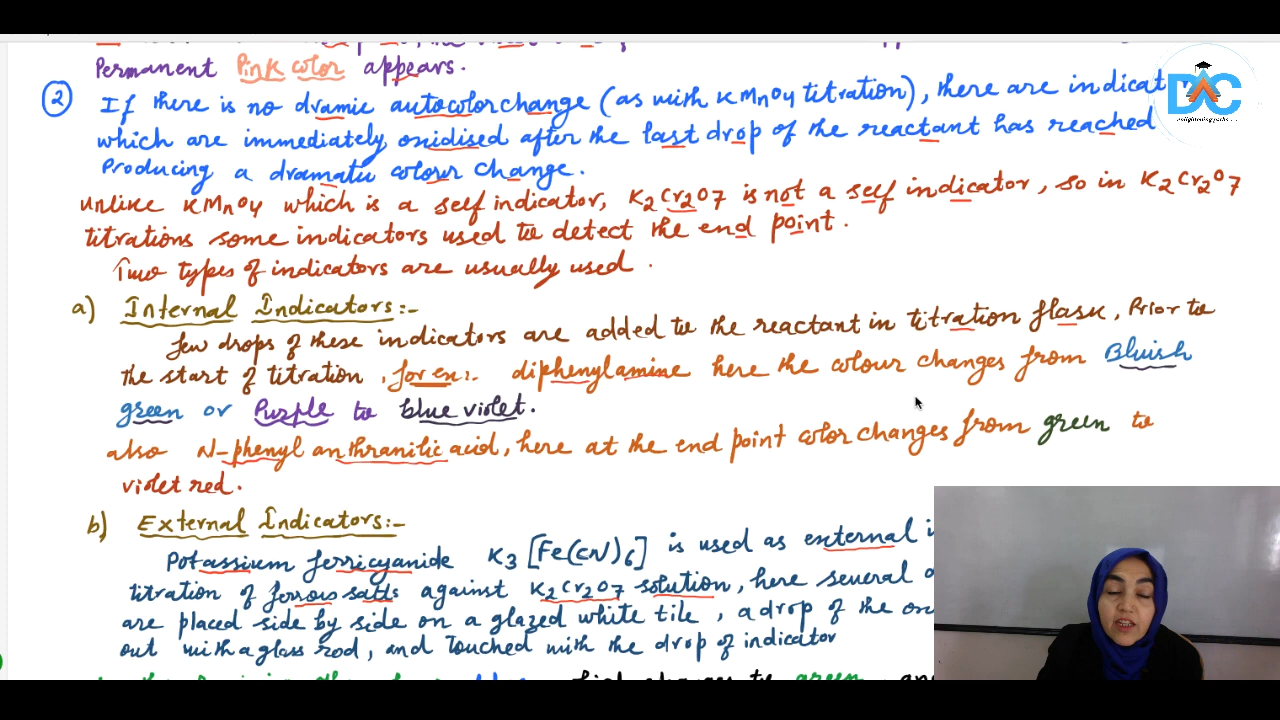 Permanent Pink color appears.
② If there is no dramic autocolorchange (as with KMnO4 titration), there are indicat
which are immediately oxidised after the last drop of the reactant has reached
Producing a dramatic colour change.
unlike KMnO4 which is a self indicator, K2Cr2O7 is not a self indicator, so in K2Cr2O7
titrations some indicators used to detect the end point.
Two types of indicators are usually used.
a) Internal Indicators:-
few drops of these indicators are added to the reactant in titration flask, Prior to
the start of titration, for ex:- diphenylamine here the colour changes from Bluish
green or Purple to blue violet.
also N-phenyl anthranilic acid, here at the end point color changes from green to
violet red.
b) External Indicators:-
Potassium ferricyanide K3[Fe(CN)6] is used as external i
titration of ferrous salts against K2Cr2O7 solution, here several
are placed side by side on a glazed white tile, a drop of the
out with a glass rod, and touched with the drop of indicator
DAC